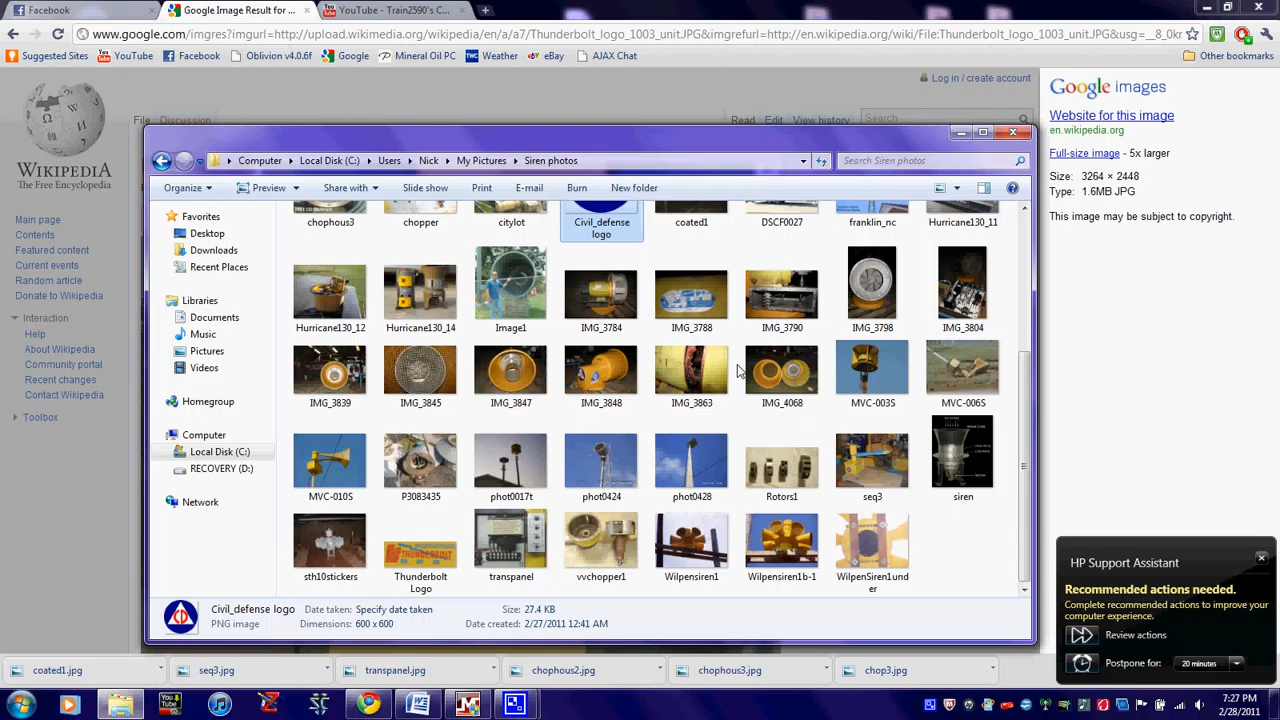 Facebook
Google Image Result for ...
YouTube - Train2590's C...
www.google.com/imgres?imgurl=http://upload.wikimedia.org/wikipedia/en/a/a7/Thunderbolt_logo_1003_unit.JPG&imgrefurl=http://en.wikipedia.org/wiki/File:Thunderbolt_logo_1003_unit.JPG&usg=__8_0kr
Suggested Sites YouTube Facebook Oblivion v4.0.6f Google Mineral Oil PC Weather eBay AJAX Chat Other bookmarks
Log in / create account
Google images
File Discussion Read Edit View history Search
Website for this image
en.wikipedia.org
Full-size image - 5x larger
Size: 3264 × 2448
Type: 1.6MB JPG
This image may be subject to copyright.
WIKIPEDIA
The Free Encyclopedia
Main page
Contents
Featured content
Current events
Random article
Donate to Wikipedia
Interaction
Help
About Wikipedia
Community portal
Recent changes
Contact Wikipedia
Toolbox
Computer Local Disk (C:) Users Nick My Pictures Siren photos
Search Siren photos
Organize Preview Share with Slide show Print E-mail Burn New folder
Favorites
Desktop
Downloads
Recent Places
Libraries
Documents
Music
Pictures
Videos
Homegroup
Computer
Local Disk (C:)
RECOVERY (D:)
Network
chophous3 chopper citylot Civil_defense logo coated1 DSCF0027 franklin_nc Hurricane130_11
Hurricane130_12 Hurricane130_14 Image1 IMG_3784 IMG_3788 IMG_3790 IMG_3798 IMG_3804
IMG_3839 IMG_3845 IMG_3847 IMG_3848 IMG_3863 IMG_4068 MVC-003S MVC-006S
MVC-010S P3083435 phot0017t phot0424 phot0428 Rotors1 seq3 siren
THUNDERBOLT
sth10stickers Thunderbolt Logo transpanel vvchopper1 Wilpensiren1 Wilpensiren1b-1 WilpenSiren1under
Civil_defense logo Date taken: Specify date taken Size: 27.4 KB
PNG image Dimensions: 600 x 600 Date created: 2/27/2011 12:41 AM
HP Support Assistant
Recommended actions needed.
Complete recommended actions to improve your
computer experience.
Review actions
Postpone for: 20 minutes
coated1.jpg seq3.jpg transpanel.jpg chophous2.jpg chophous3.jpg chop3.jpg
7:27 PM
2/28/2011